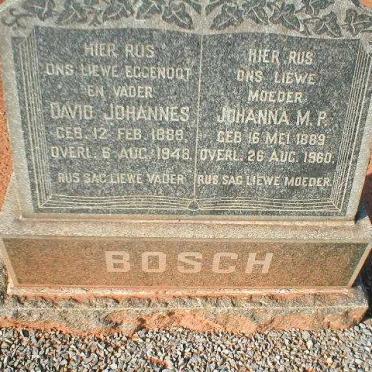 HIER RUS
ONS LIEWE EGGENOOT
EN VADER
DAVID JOHANNES
GEB. 12 FEB. 1888
OVERL. 6 AUG. 1948
RUS SAG LIEWE VADER
HIER RUS
ONS LIEWE
MOEDER
JOHANNA M. P.
GEB 16 MEI 1889
OVERL. 26 AUG. 1960.
RUS SAG LIEWE MOEDER.
BOSCH